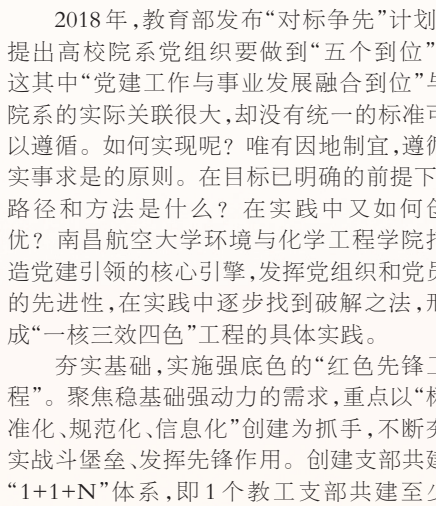 2018年,教育部发布“对标争先”计划
提出高校院系党组织要做到“五个到位”
这其中“党建工作与事业发展融合到位”与
院系的实际关联很大,却没有统一的标准可
以遵循。如何实现呢?唯有因地制宜,遵循
实事求是的原则。在目标已明确的前提下
路径和方法是什么?在实践中又如何创
优?南昌航空大学环境与化学工程学院打
造党建引领的核心引擎,发挥党组织和党员
的先进性,在实践中逐步找到破解之法,形
成“一核三效四色”工程的具体实践。
夯实基础,实施强底色的“红色先锋工
程”。聚焦稳基础强动力的需求,重点以“标
准化、规范化、信息化”创建为抓手,不断夯
实战斗堡垒、发挥先锋作用。创建支部共建
“1+1+N”体系,即1个教工支部共建至少